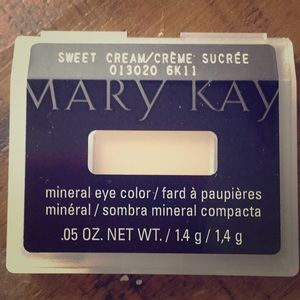 SWEET CREAM/CRÈME SUCRÉE
013020 6K11
MARY KAY
mineral eye color / fard à paupières
minéral / sombra mineral compacta
.05 OZ. NET WT. / 1.4 g / 1,4 g